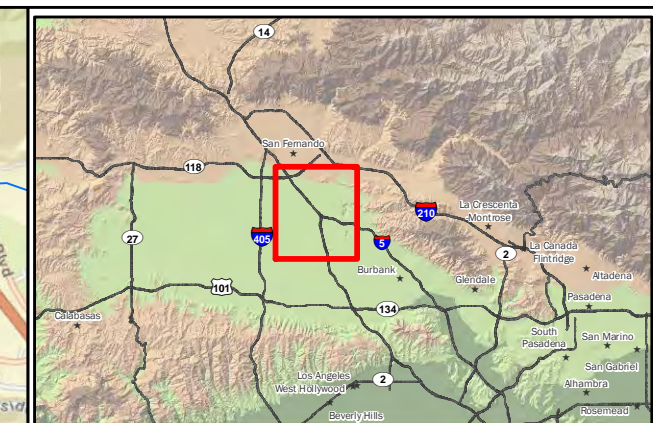 14
San Fernando
118
La Crescenta
-Montrose
210
27
405
5
2
La Canada
Flintridge
Burbank
Glendale
Altadena
101
134
Pasadena
Calabasas
South
Pasadena
San Marino
San Gabriel
Los Angeles
West Hollywood
2
Alhambra
Beverly Hills
Rosemead
Blvd